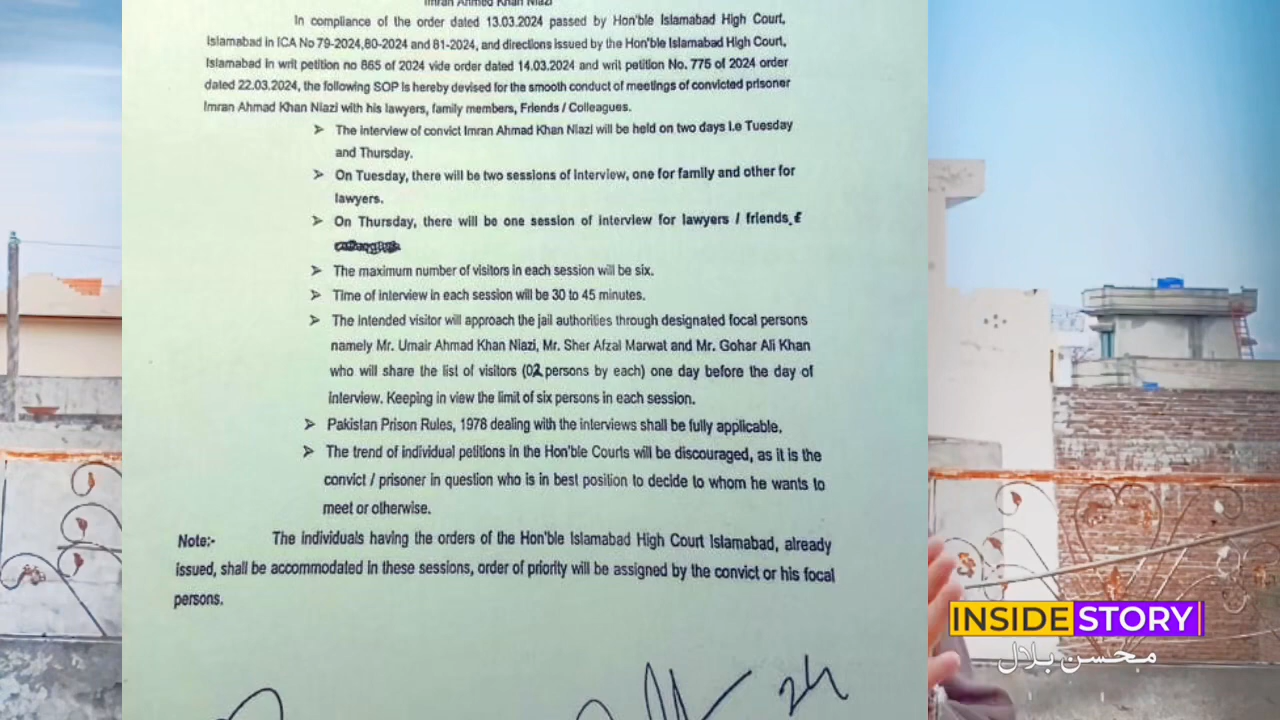 Imran Ahmed Khan Niazi
In compliance of the order dated 13.03.2024 passed by Hon'ble Islamabad High Court,
Islamabad in ICA No 79-2024,80-2024 and 81-2024, and directions issued by the Hon'ble Islamabad High Court,
Islamabad in writ petition no 865 of 2024 vide order dated 14.03.2024 and writ petition No. 775 of 2024 order
dated 22.03.2024, the following SOP is hereby devised for the smooth conduct of meetings of convicted prisoner
Imran Ahmad Khan Niazi with his lawyers, family members, Friends / Colleagues.
➤ The interview of convict Imran Ahmad Khan Niazi will be held on two days i.e Tuesday
and Thursday.
➤ On Tuesday, there will be two sessions of interview, one for family and other for
lawyers.
➤ On Thursday, there will be one session of interview for lawyers / friends
➤ The maximum number of visitors in each session will be six.
➤ Time of interview in each session will be 30 to 45 minutes.
➤ The intended visitor will approach the jail authorities through designated focal persons
namely Mr. Umair Ahmad Khan Niazi, Mr. Sher Afzal Marwat and Mr. Gohar Ali Khan
who will share the list of visitors (02 persons by each) one day before the day of
interview. Keeping in view the limit of six persons in each session.
➤ Pakistan Prison Rules, 1978 dealing with the interviews shall be fully applicable.
➤ The trend of individual petitions in the Hon'ble Courts will be discouraged, as it is the
convict / prisoner in question who is in best position to decide to whom he wants to
meet or otherwise.
Note:- The individuals having the orders of the Hon'ble Islamabad High Court Islamabad, already
issued, shall be accommodated in these sessions, order of priority will be assigned by the convict or his focal
persons.
INSIDE STORY
محسن بلال